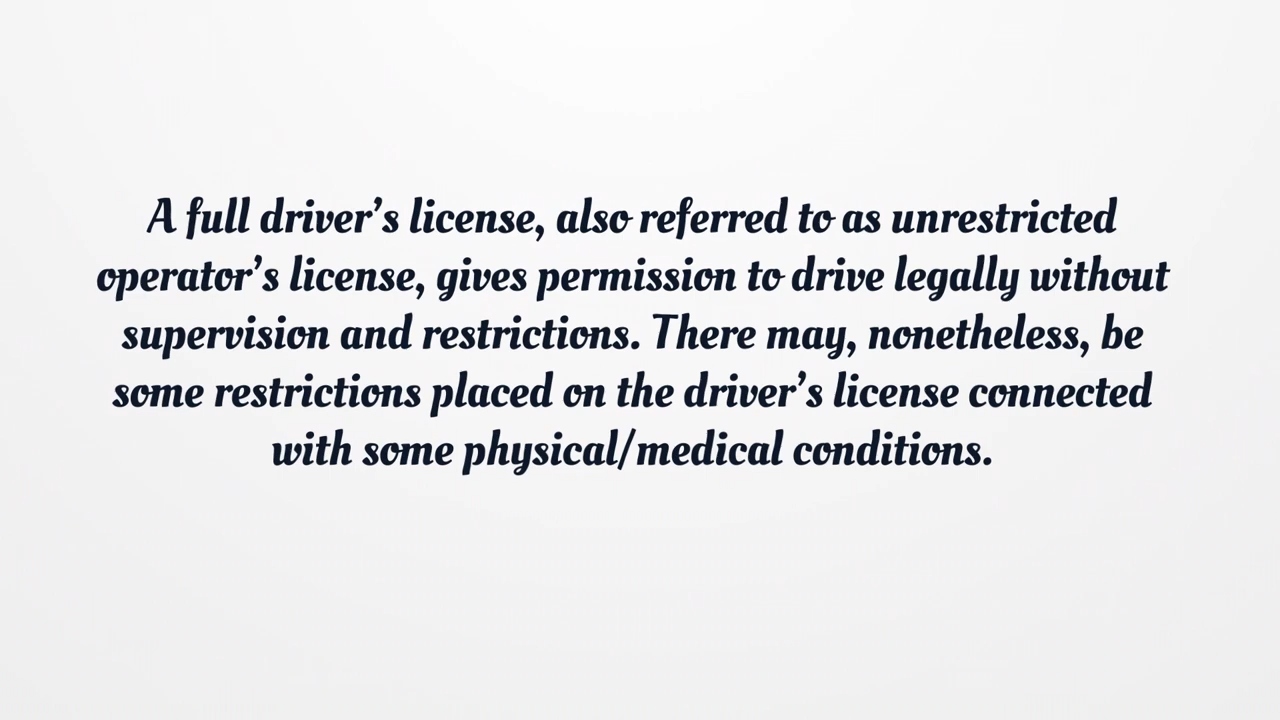 A full driver’s license, also referred to as unrestricted
operator’s license, gives permission to drive legally without
supervision and restrictions. There may, nonetheless, be
some restrictions placed on the driver’s license connected
with some physical/medical conditions.